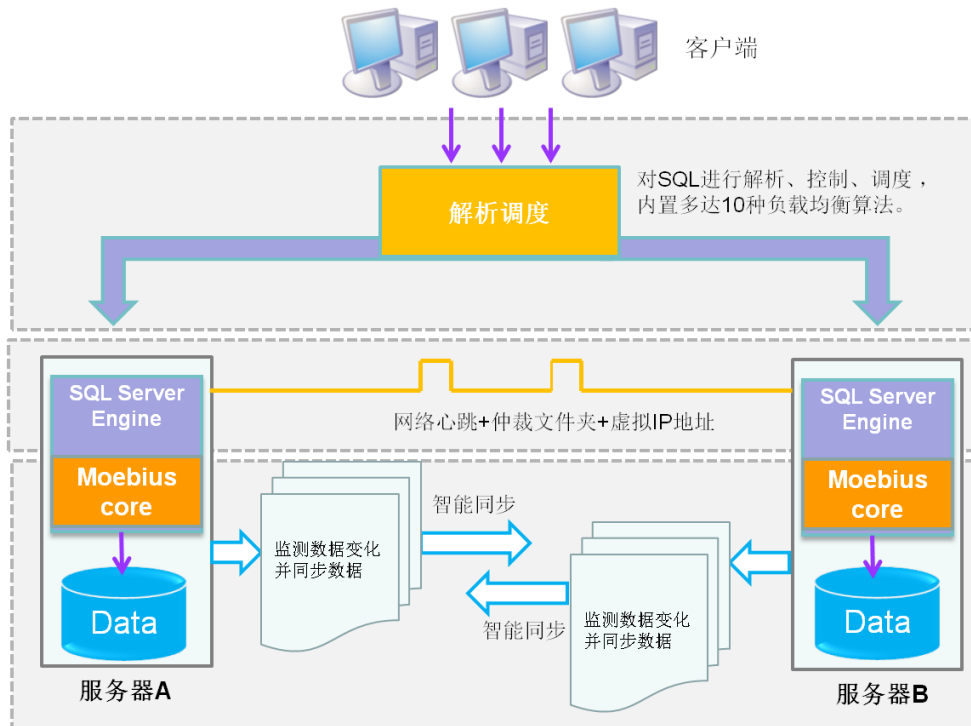 客户端
对SQL进行解析、控制、调度，
内置多达10种负载均衡算法。
解析调度
SQL Server
Engine
Moebius
core
Data
服务器A
网络心跳+仲裁文件夹+虚拟IP地址
监测数据变化
并同步数据
智能同步
智能同步
监测数据变化
并同步数据
SQL Server
Engine
Moebius
core
Data
服务器B